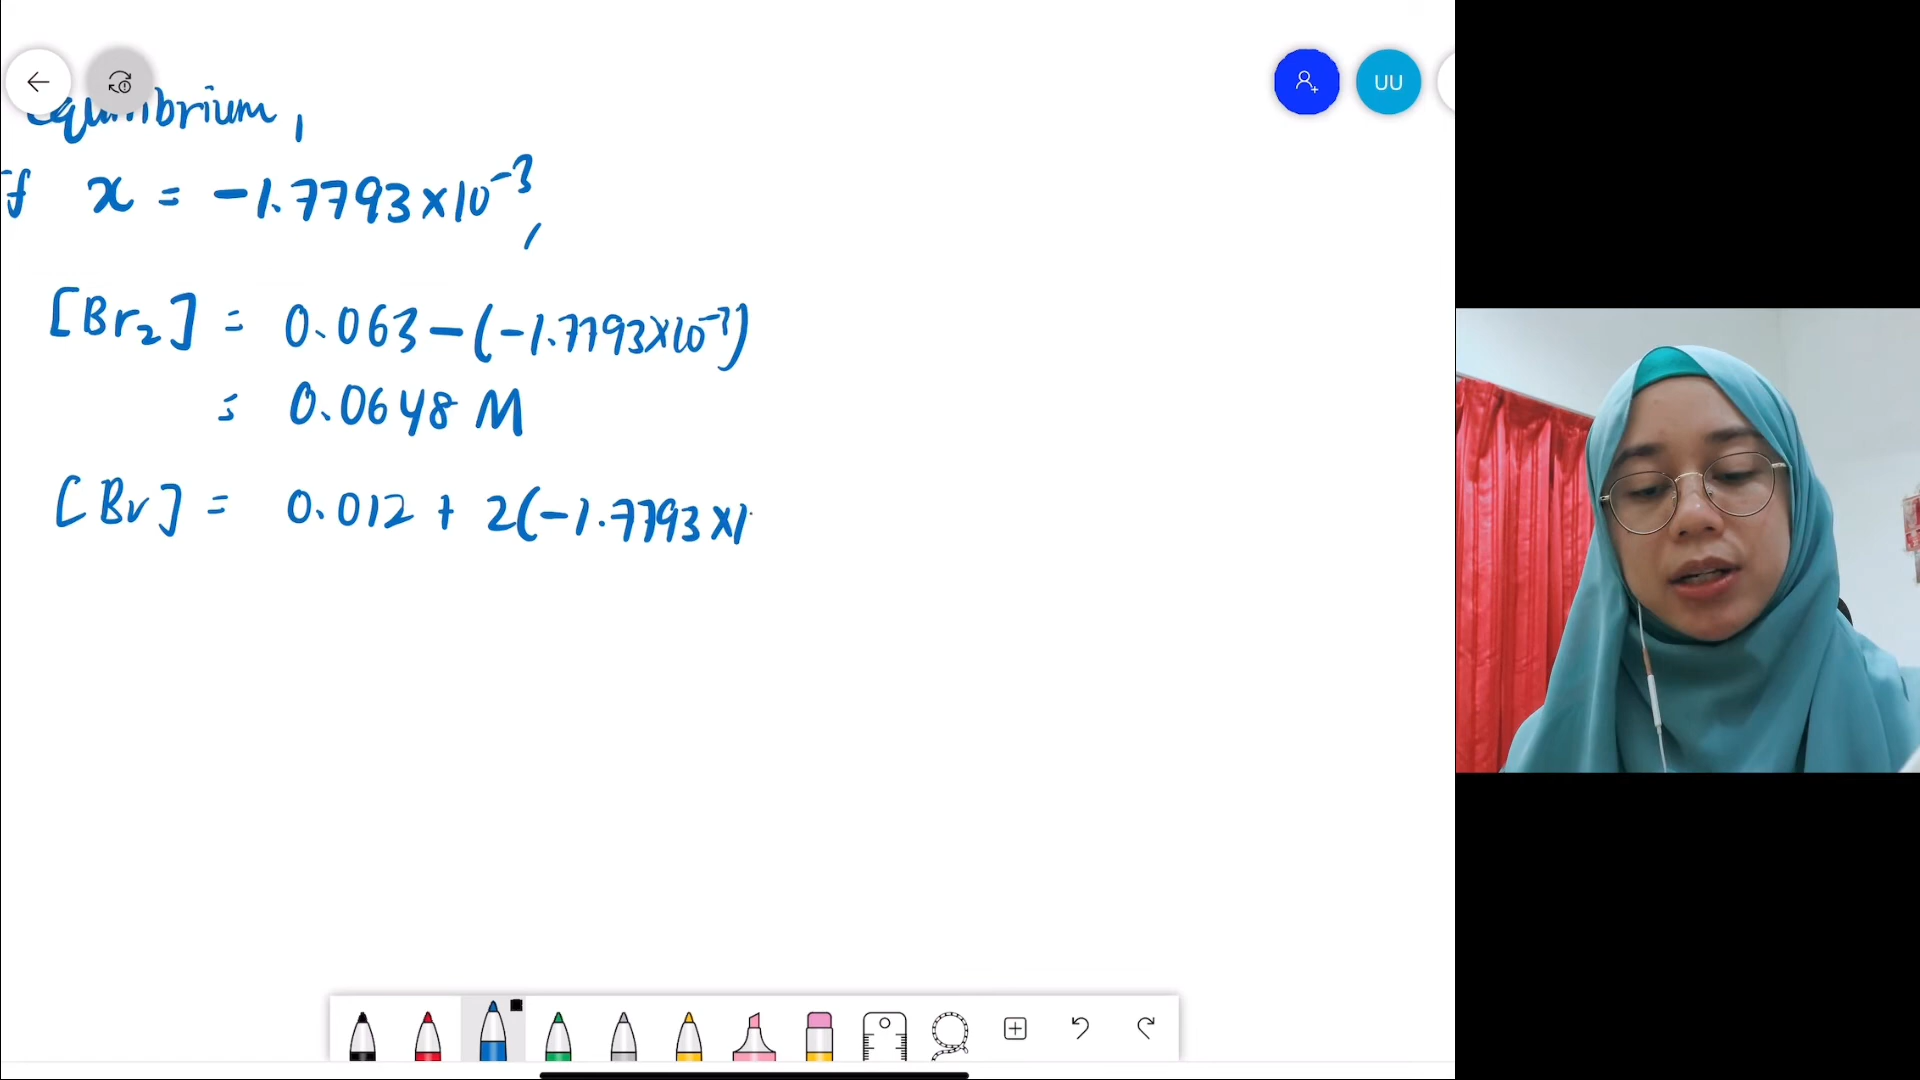 equilibrium,
if x = -1.7793×10⁻³,
[Br₂] = 0.063 - (-1.7793×10⁻³)
= 0.0648 M
[Br] = 0.012 + 2(-1.7793 ×1
UU